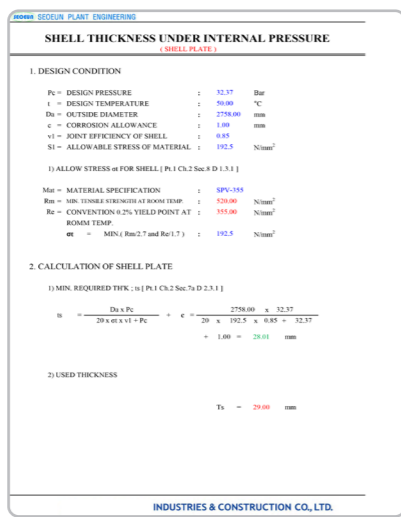 SEOEUN SEOEUN PLANT ENGINEERING
SHELL THICKNESS UNDER INTERNAL PRESSURE
( SHELL PLATE )
1. DESIGN CONDITION
Pc = DESIGN PRESSURE : 32.37 Bar
t = DESIGN TEMPERATURE : 50.00 °C
Da = OUTSIDE DIAMETER : 2758.00 mm
c = CORROSION ALLOWANCE : 1.00 mm
v1 = JOINT EFFICIENCY OF SHELL : 0.85
S1 = ALLOWABLE STRESS OF MATERIAL : 192.5 N/mm²
1) ALLOW STRESS σt FOR SHELL [ Pt.1 Ch.2 Sec.8 D 1.3.1 ]
Mat = MATERIAL SPECIFICATION : SPV-355
Rm = MIN. TENSILE STRENGTH AT ROOM TEMP. : 520.00 N/mm²
Re = CONVENTION 0.2% YIELD POINT AT : 355.00 N/mm²
ROMM TEMP.
σt = MIN.( Rm/2.7 and Re/1.7 ) : 192.5 N/mm²
2. CALCULATION OF SHELL PLATE
1) MIN. REQUIRED TH'K ; ts [ Pt.1 Ch.2 Sec.7a D 2.3.1 ]
Da x Pc 2758.00 x 32.37
ts = + c =
20 x σt x v1 + Pc 20 x 192.5 x 0.85 + 32.37
+ 1.00 = 28.01 mm
2) USED THICKNESS
Ts = 29.00 mm
INDUSTRIES & CONSTRUCTION CO., LTD.